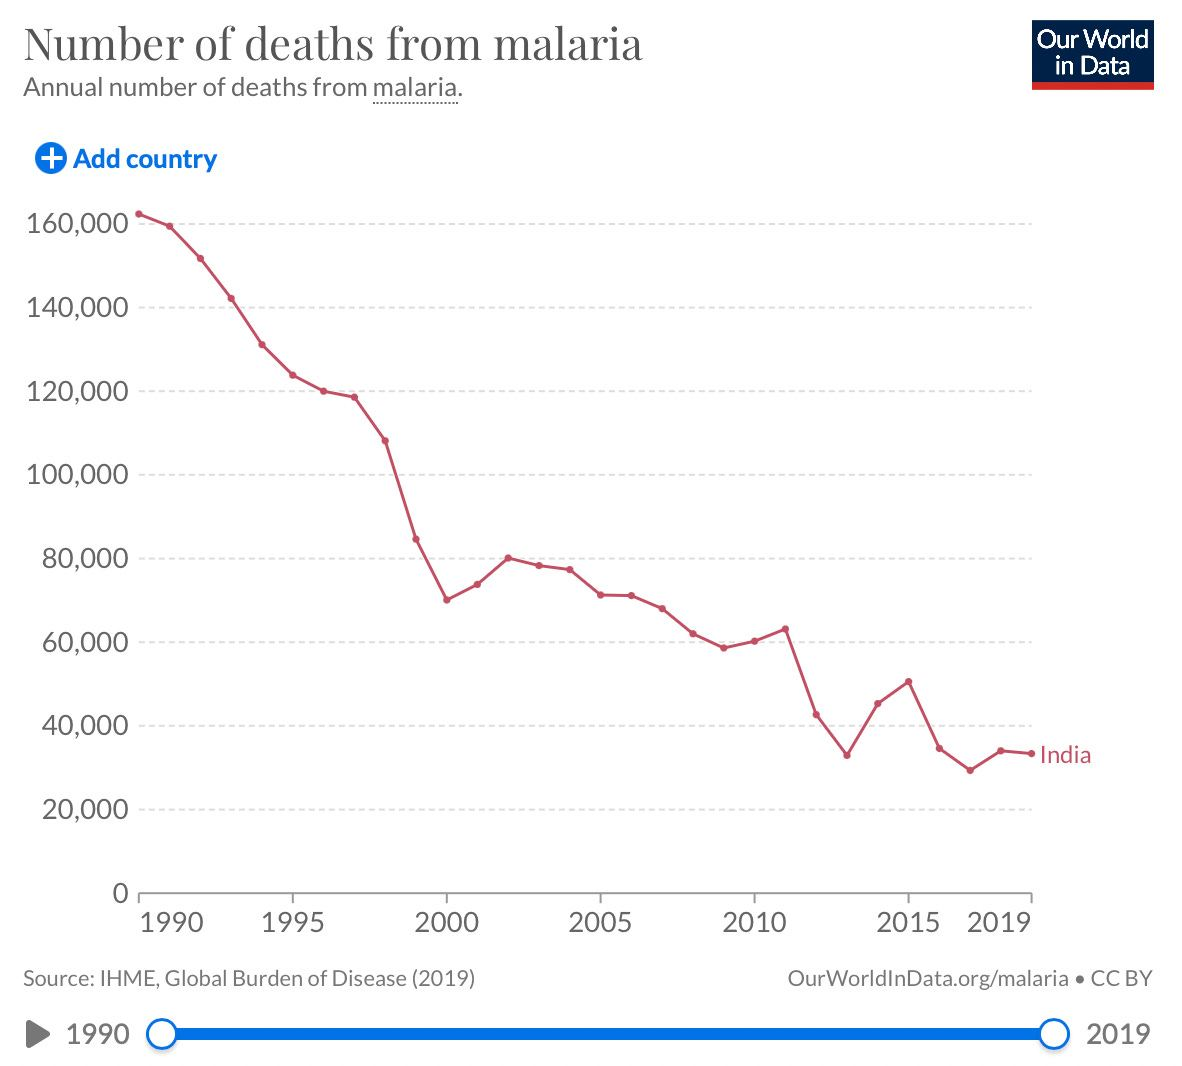 Number of deaths from malaria
Our World
in Data
Annual number of deaths from malaria.
Add country
160,000
140,000
120,000
100,000
80,000
60,000
40,000
India
20,000
0
1990 1995 2000 2005 2010 2015 2019
Source: IHME, Global Burden of Disease (2019)
OurWorldInData.org/malaria • CC BY
1990 2019